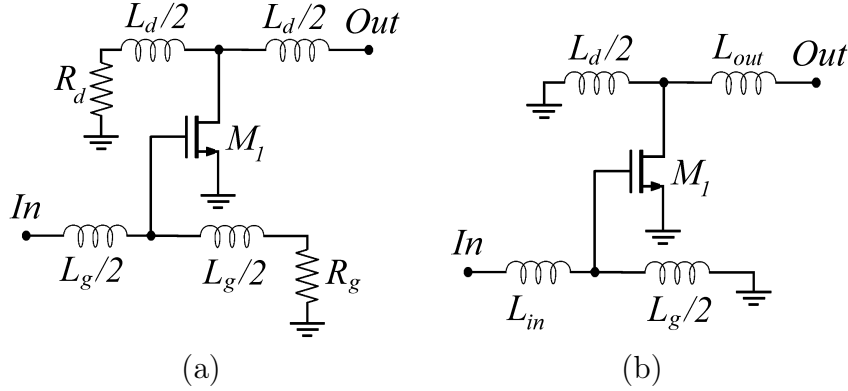 L_d/2 L_d/2 Out
R_d
M_1
In
L_g/2 L_g/2 R_g
(a)
L_d/2 L_out Out
M_1
In
L_in L_g/2
(b)